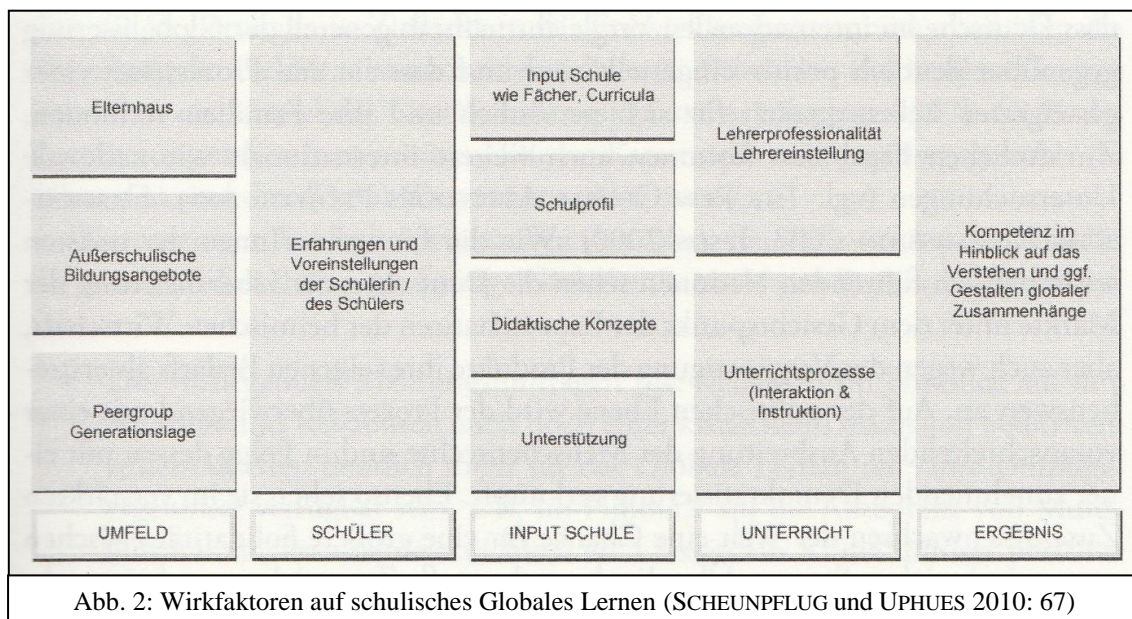 Elternhaus
Außerschulische
Bildungsangebote
Peergroup
Generationslage
UMFELD
Erfahrungen und
Voreinstellungen
der Schülerin /
des Schülers
SCHÜLER
Input Schule
wie Fächer, Curricula
Schulprofil
Didaktische Konzepte
Unterstützung
INPUT SCHULE
Lehrerprofessionalität
Lehrereinstellung
Unterrichtsprozesse
(Interaktion &
Instruktion)
UNTERRICHT
Kompetenz im
Hinblick auf das
Verstehen und ggf.
Gestalten globaler
Zusammenhänge
ERGEBNIS
Abb. 2: Wirkfaktoren auf schulisches Globales Lernen (SCHEUNPFLUG und UPHUES 2010: 67)